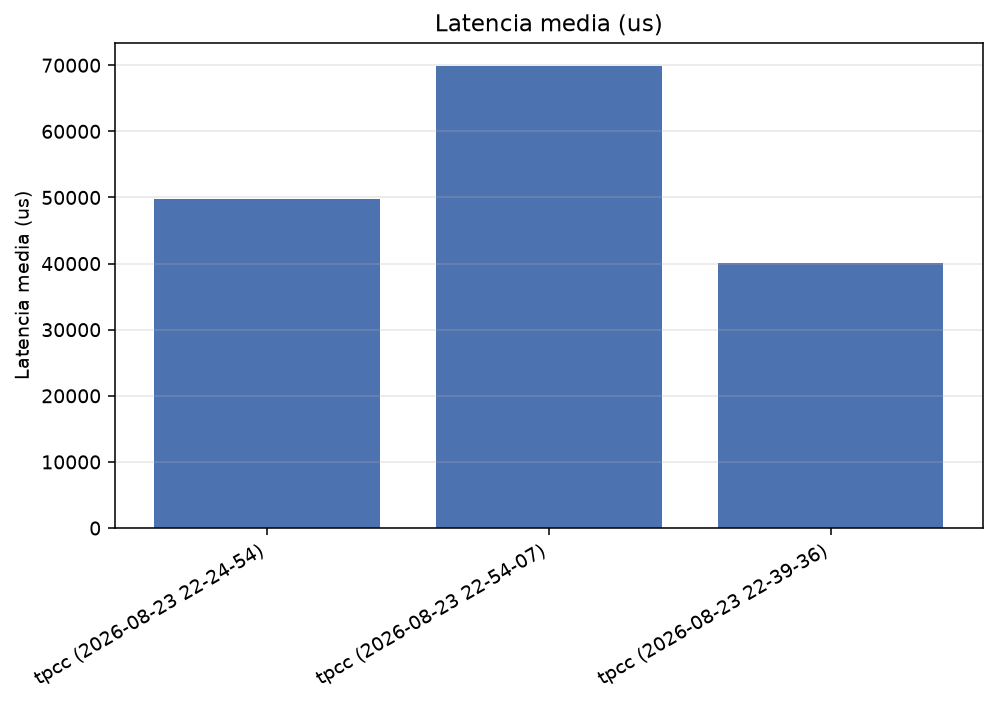 Latencia media (us)
Latencia media (us)
70000
60000
50000
40000
30000
20000
10000
0
tpcc (2026-08-23 22-24-54)
tpcc (2026-08-23 22-54-07)
tpcc (2026-08-23 22-39-36)